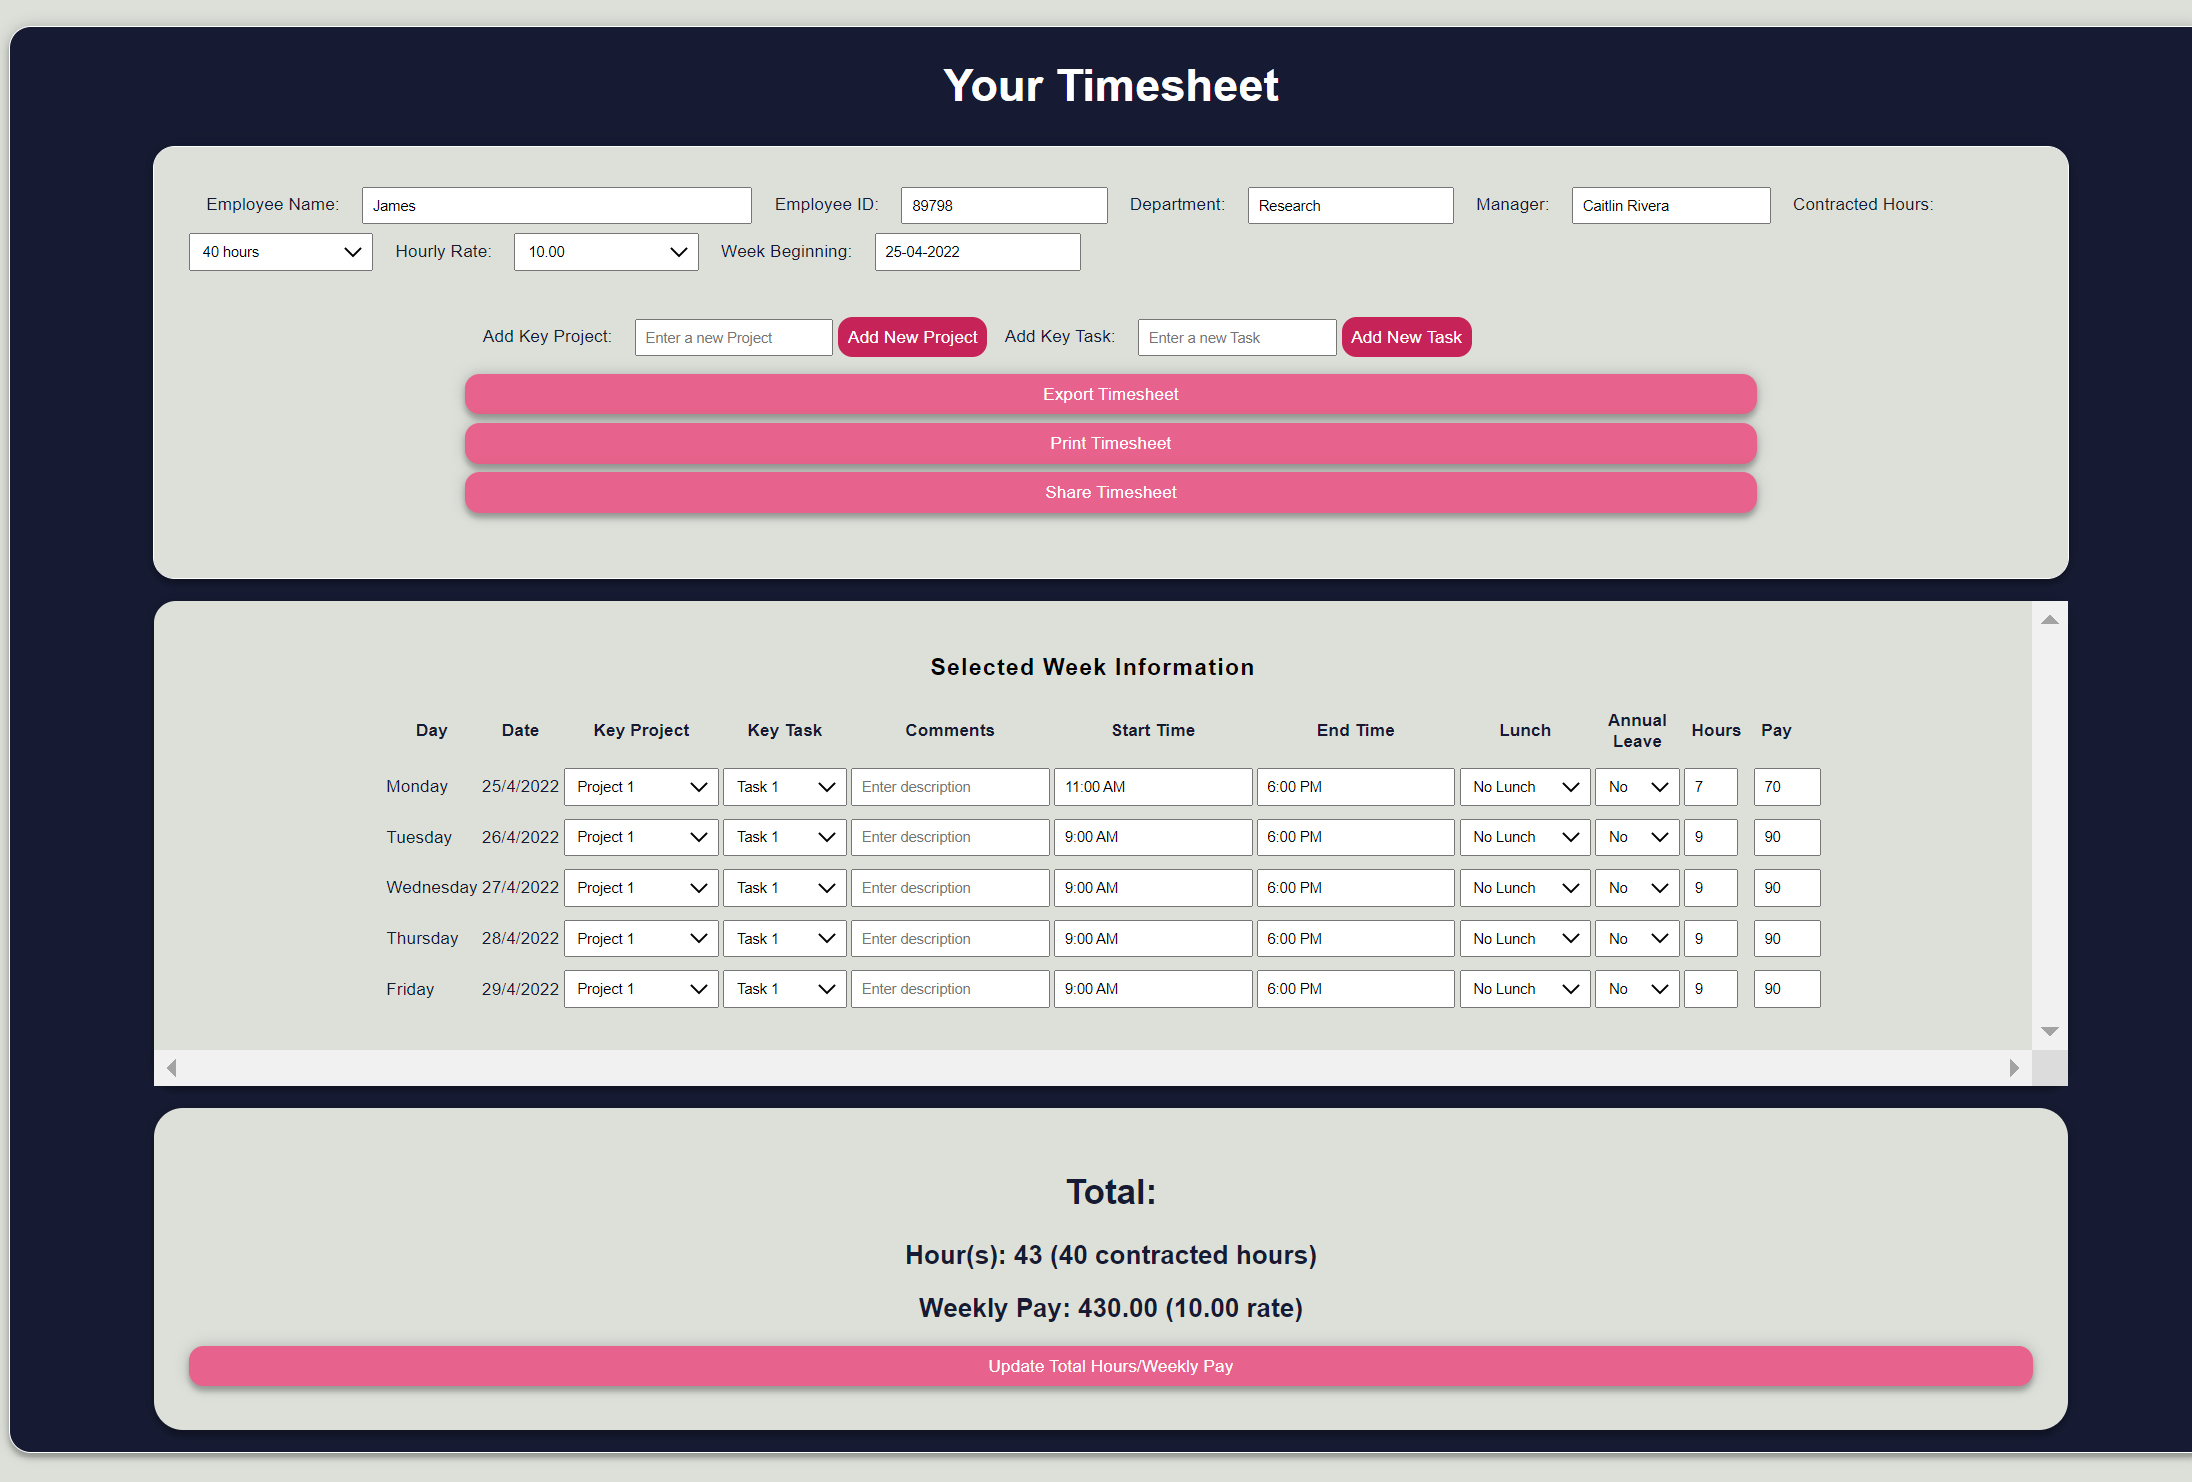 Your Timesheet
Employee Name: James Employee ID: 89798 Department: Research Manager: Caitlin Rivera Contracted Hours:
40 hours Hourly Rate: 10.00 Week Beginning: 25-04-2022
Add Key Project: Enter a new Project Add New Project Add Key Task: Enter a new Task Add New Task
Export Timesheet
Print Timesheet
Share Timesheet
Selected Week Information
Day Date Key Project Key Task Comments Start Time End Time Lunch Annual Leave Hours Pay
Monday 25/4/2022 Project 1 Task 1 Enter description 11:00 AM 6:00 PM No Lunch No 7 70
Tuesday 26/4/2022 Project 1 Task 1 Enter description 9:00 AM 6:00 PM No Lunch No 9 90
Wednesday 27/4/2022 Project 1 Task 1 Enter description 9:00 AM 6:00 PM No Lunch No 9 90
Thursday 28/4/2022 Project 1 Task 1 Enter description 9:00 AM 6:00 PM No Lunch No 9 90
Friday 29/4/2022 Project 1 Task 1 Enter description 9:00 AM 6:00 PM No Lunch No 9 90
Total:
Hour(s): 43 (40 contracted hours)
Weekly Pay: 430.00 (10.00 rate)
Update Total Hours/Weekly Pay